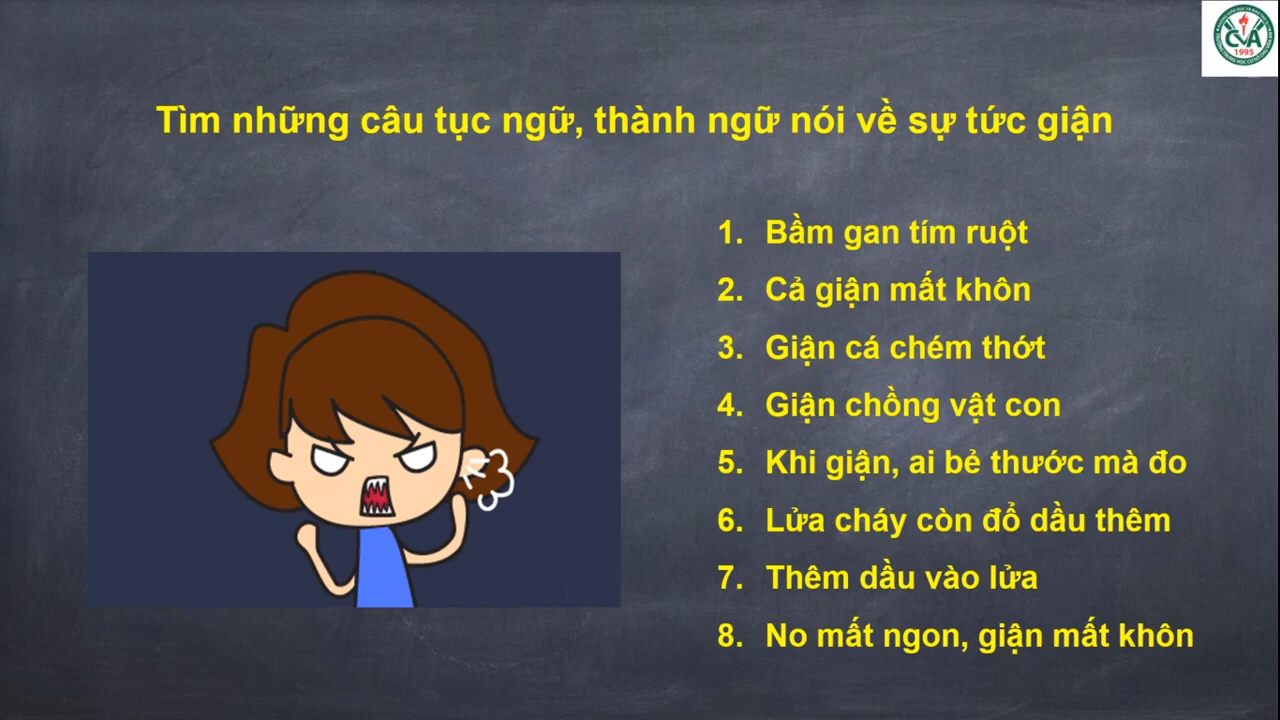 CVA
1995
Tìm những câu tục ngữ, thành ngữ nói về sự tức giận
1. Bầm gan tím ruột
2. Cả giận mất khôn
3. Giận cá chém thớt
4. Giận chồng vật con
5. Khi giận, ai bẻ thước mà đo
6. Lửa cháy còn đổ dầu thêm
7. Thêm dầu vào lửa
8. No mất ngon, giận mất khôn